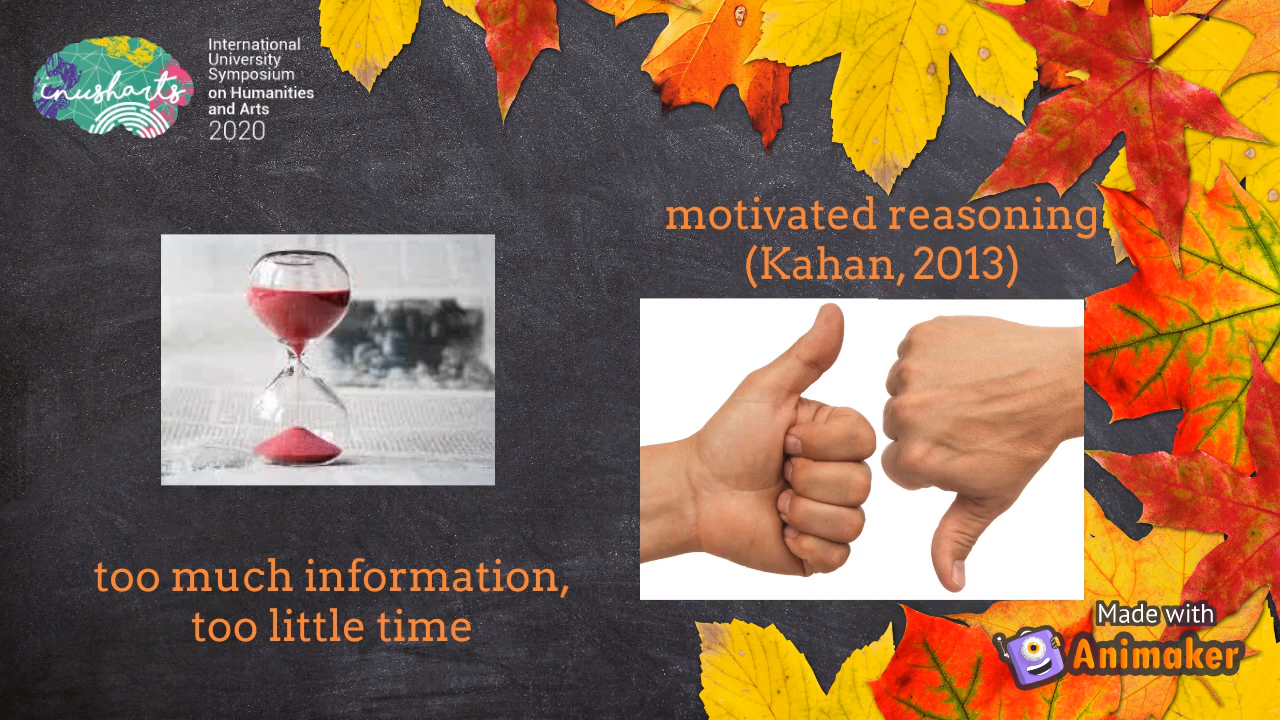 inusharts
International
University
Symposium
on Humanities
and Arts
2020
motivated reasoning
(Kahan, 2013)
too much information,
too little time
Made with
Animaker